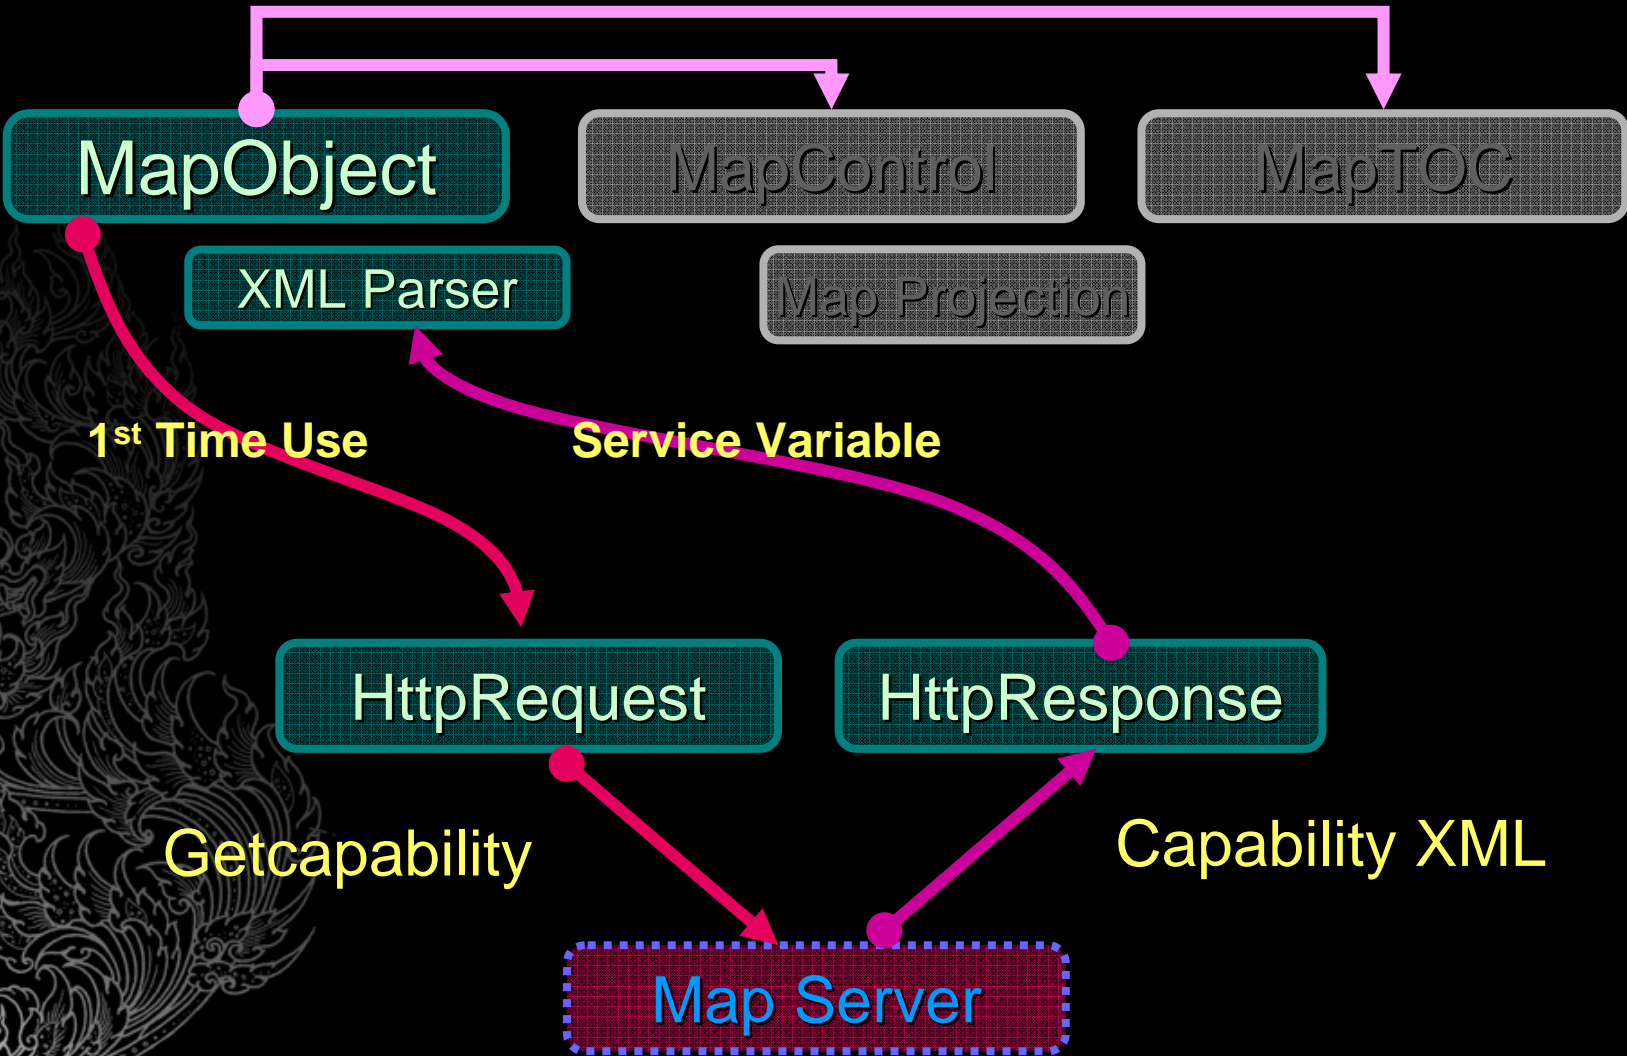 MapObject
MapControl
MapTOC
XML Parser
Map Projection
1st Time Use
Service Variable
HttpRequest
HttpResponse
Getcapability
Capability XML
Map Server